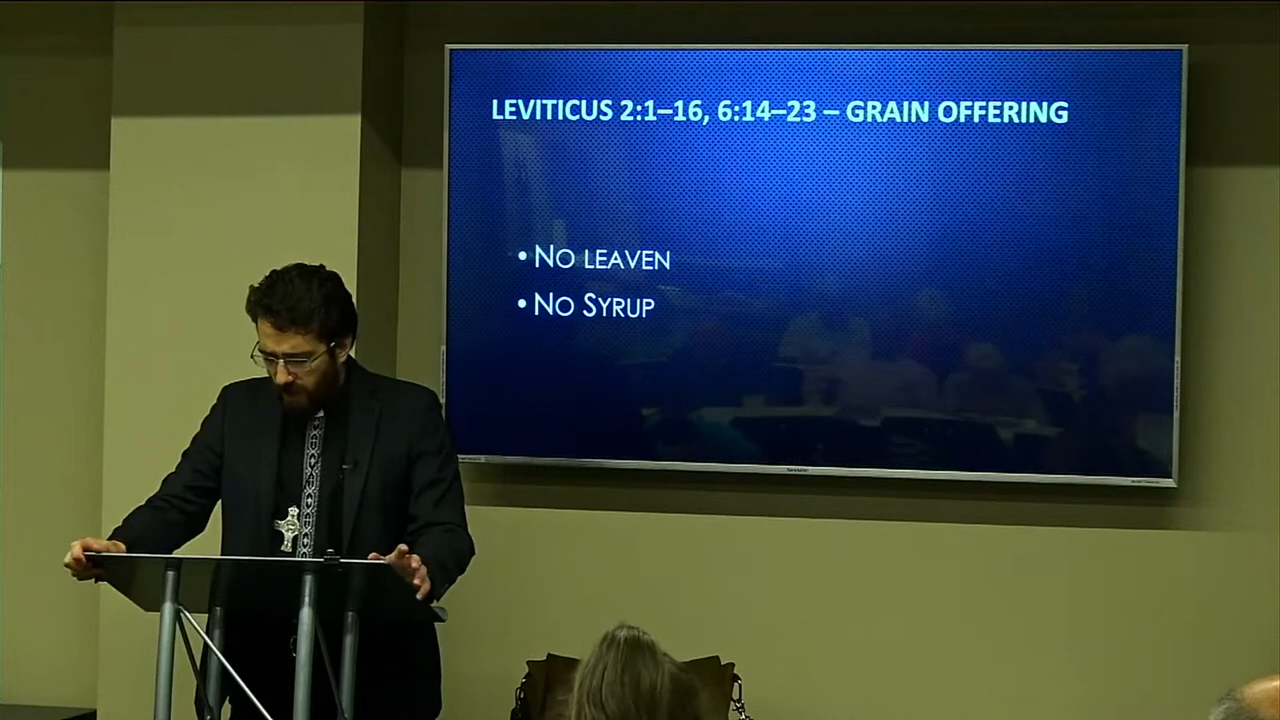 LEVITICUS 2:1–16, 6:14–23 – GRAIN OFFERING
• NO LEAVEN
• NO SYRUP